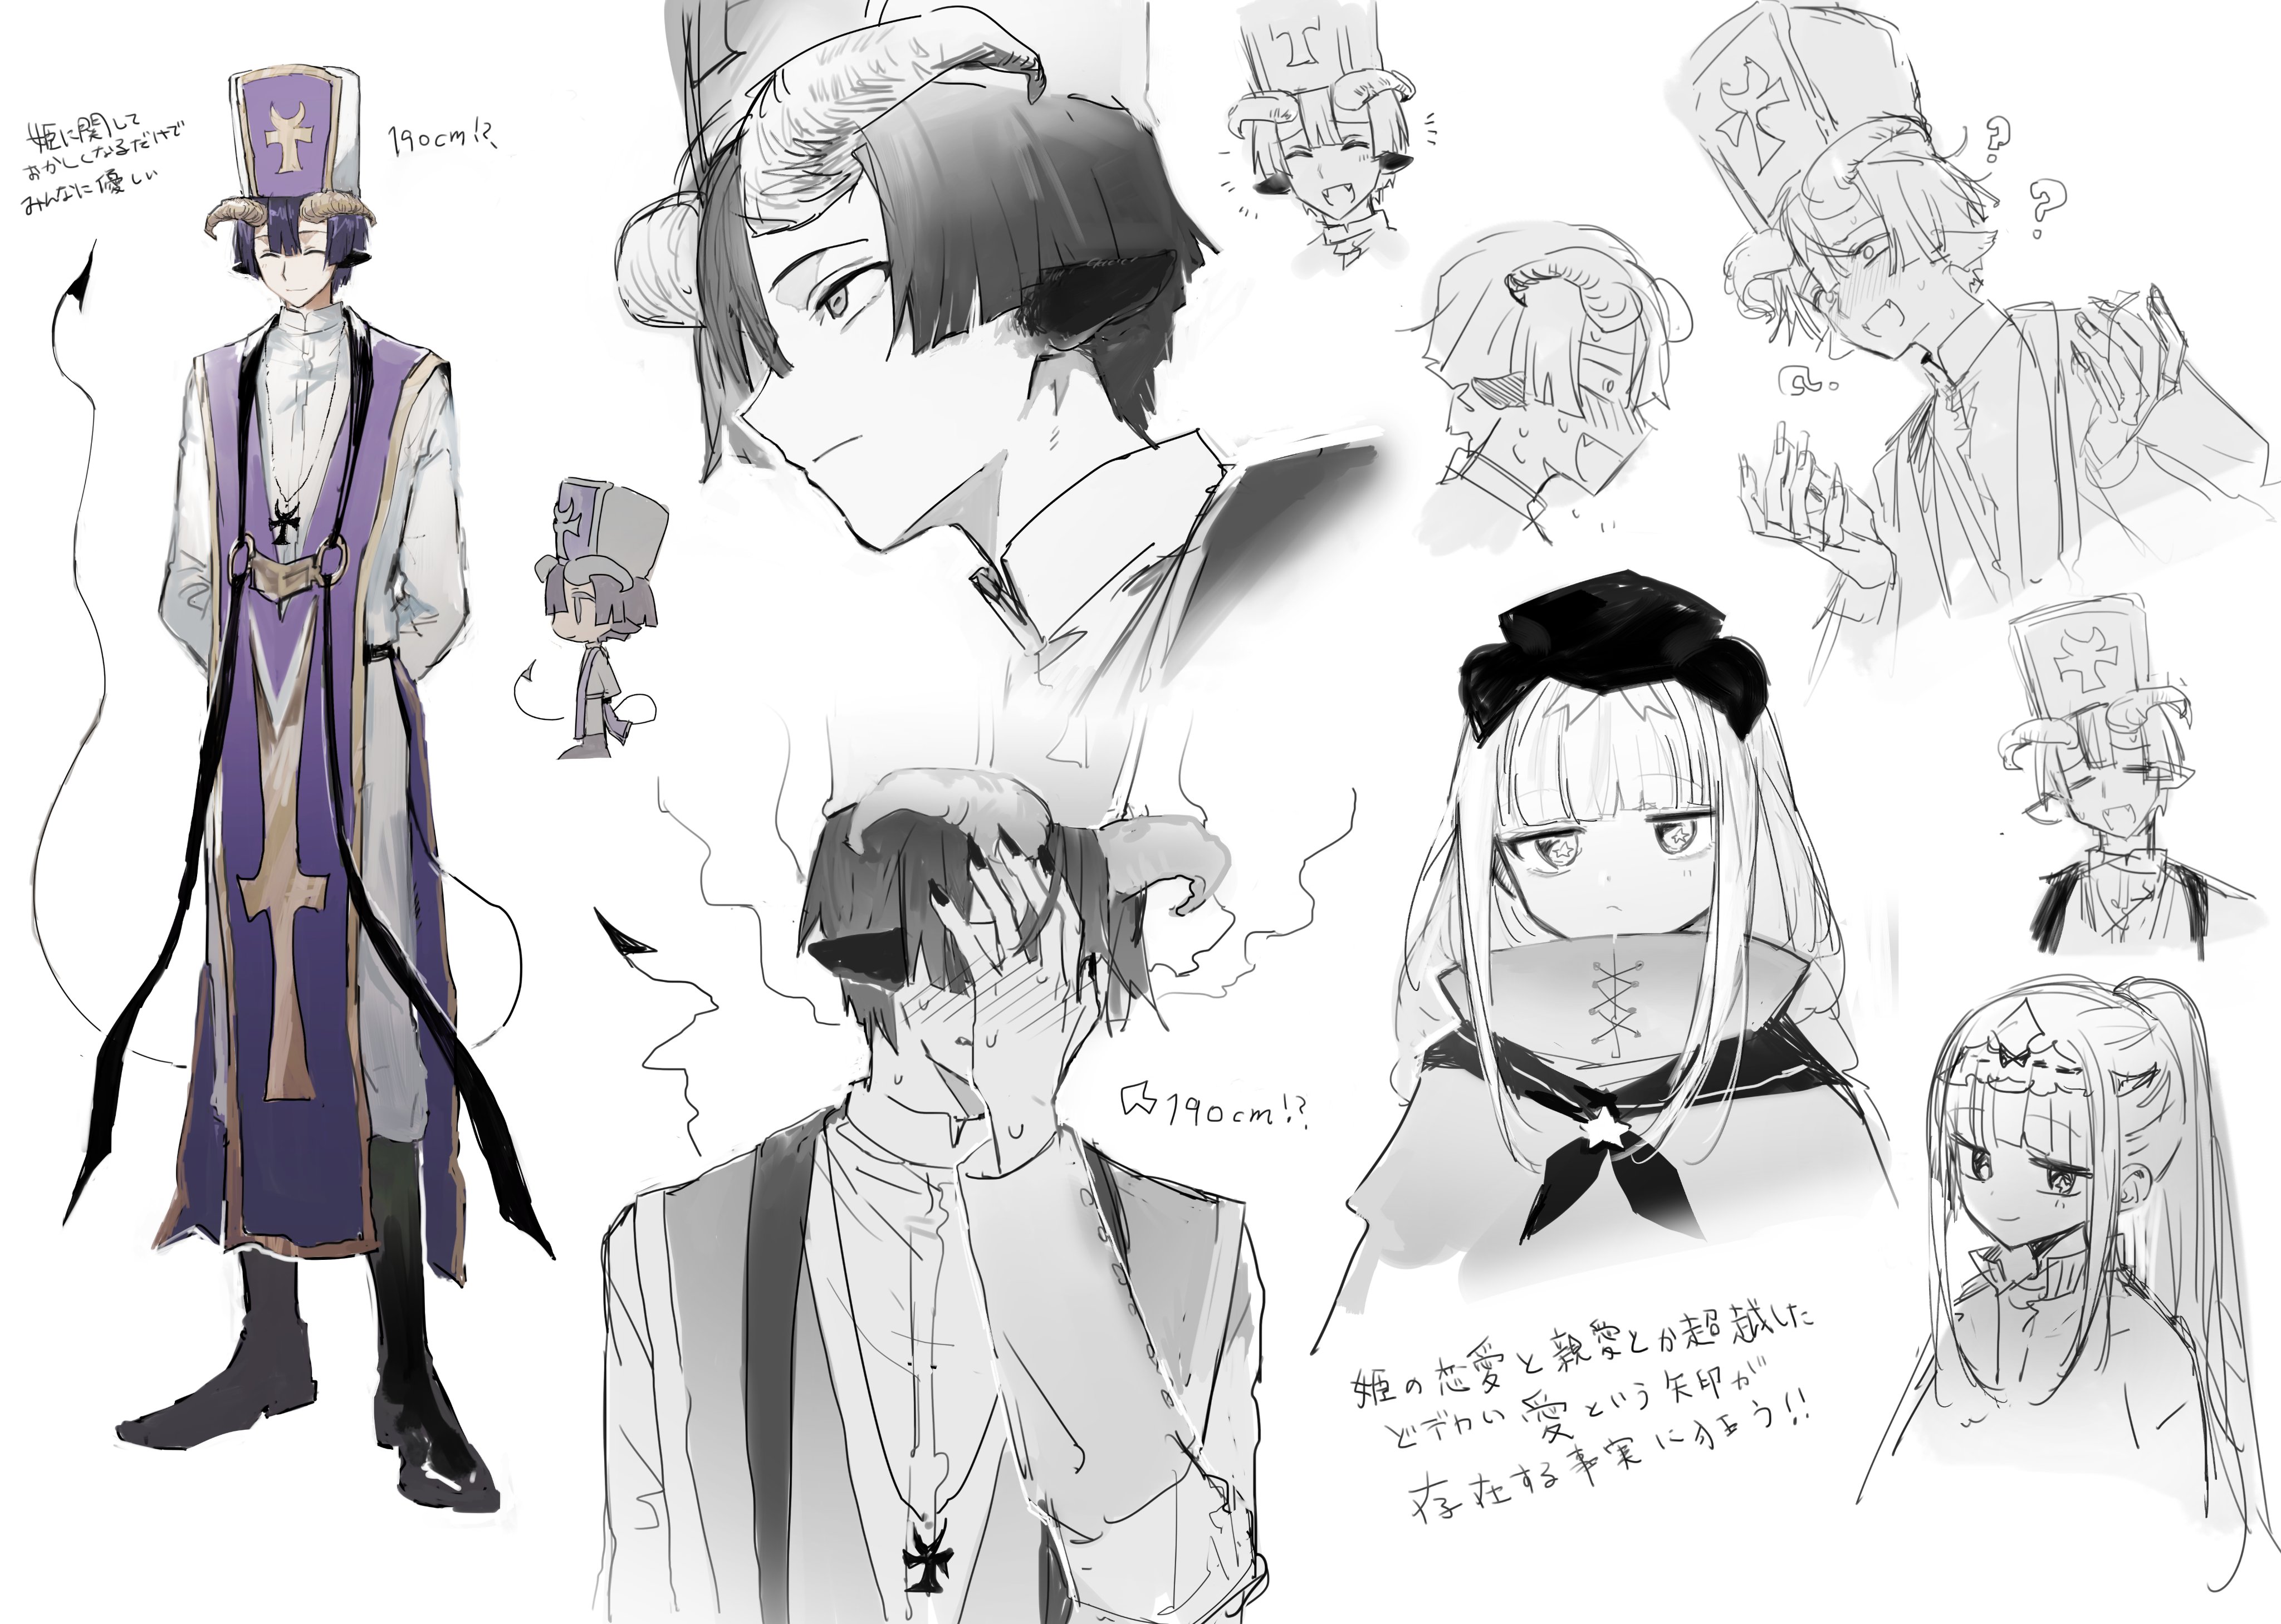 姫に関して
おかしくなるだけで
みんなに優しい
190cm!?
?
?
190cm!?
姫の恋愛と親愛とか超越した
どデカい愛という矢印が
存在する事実に狂う!!